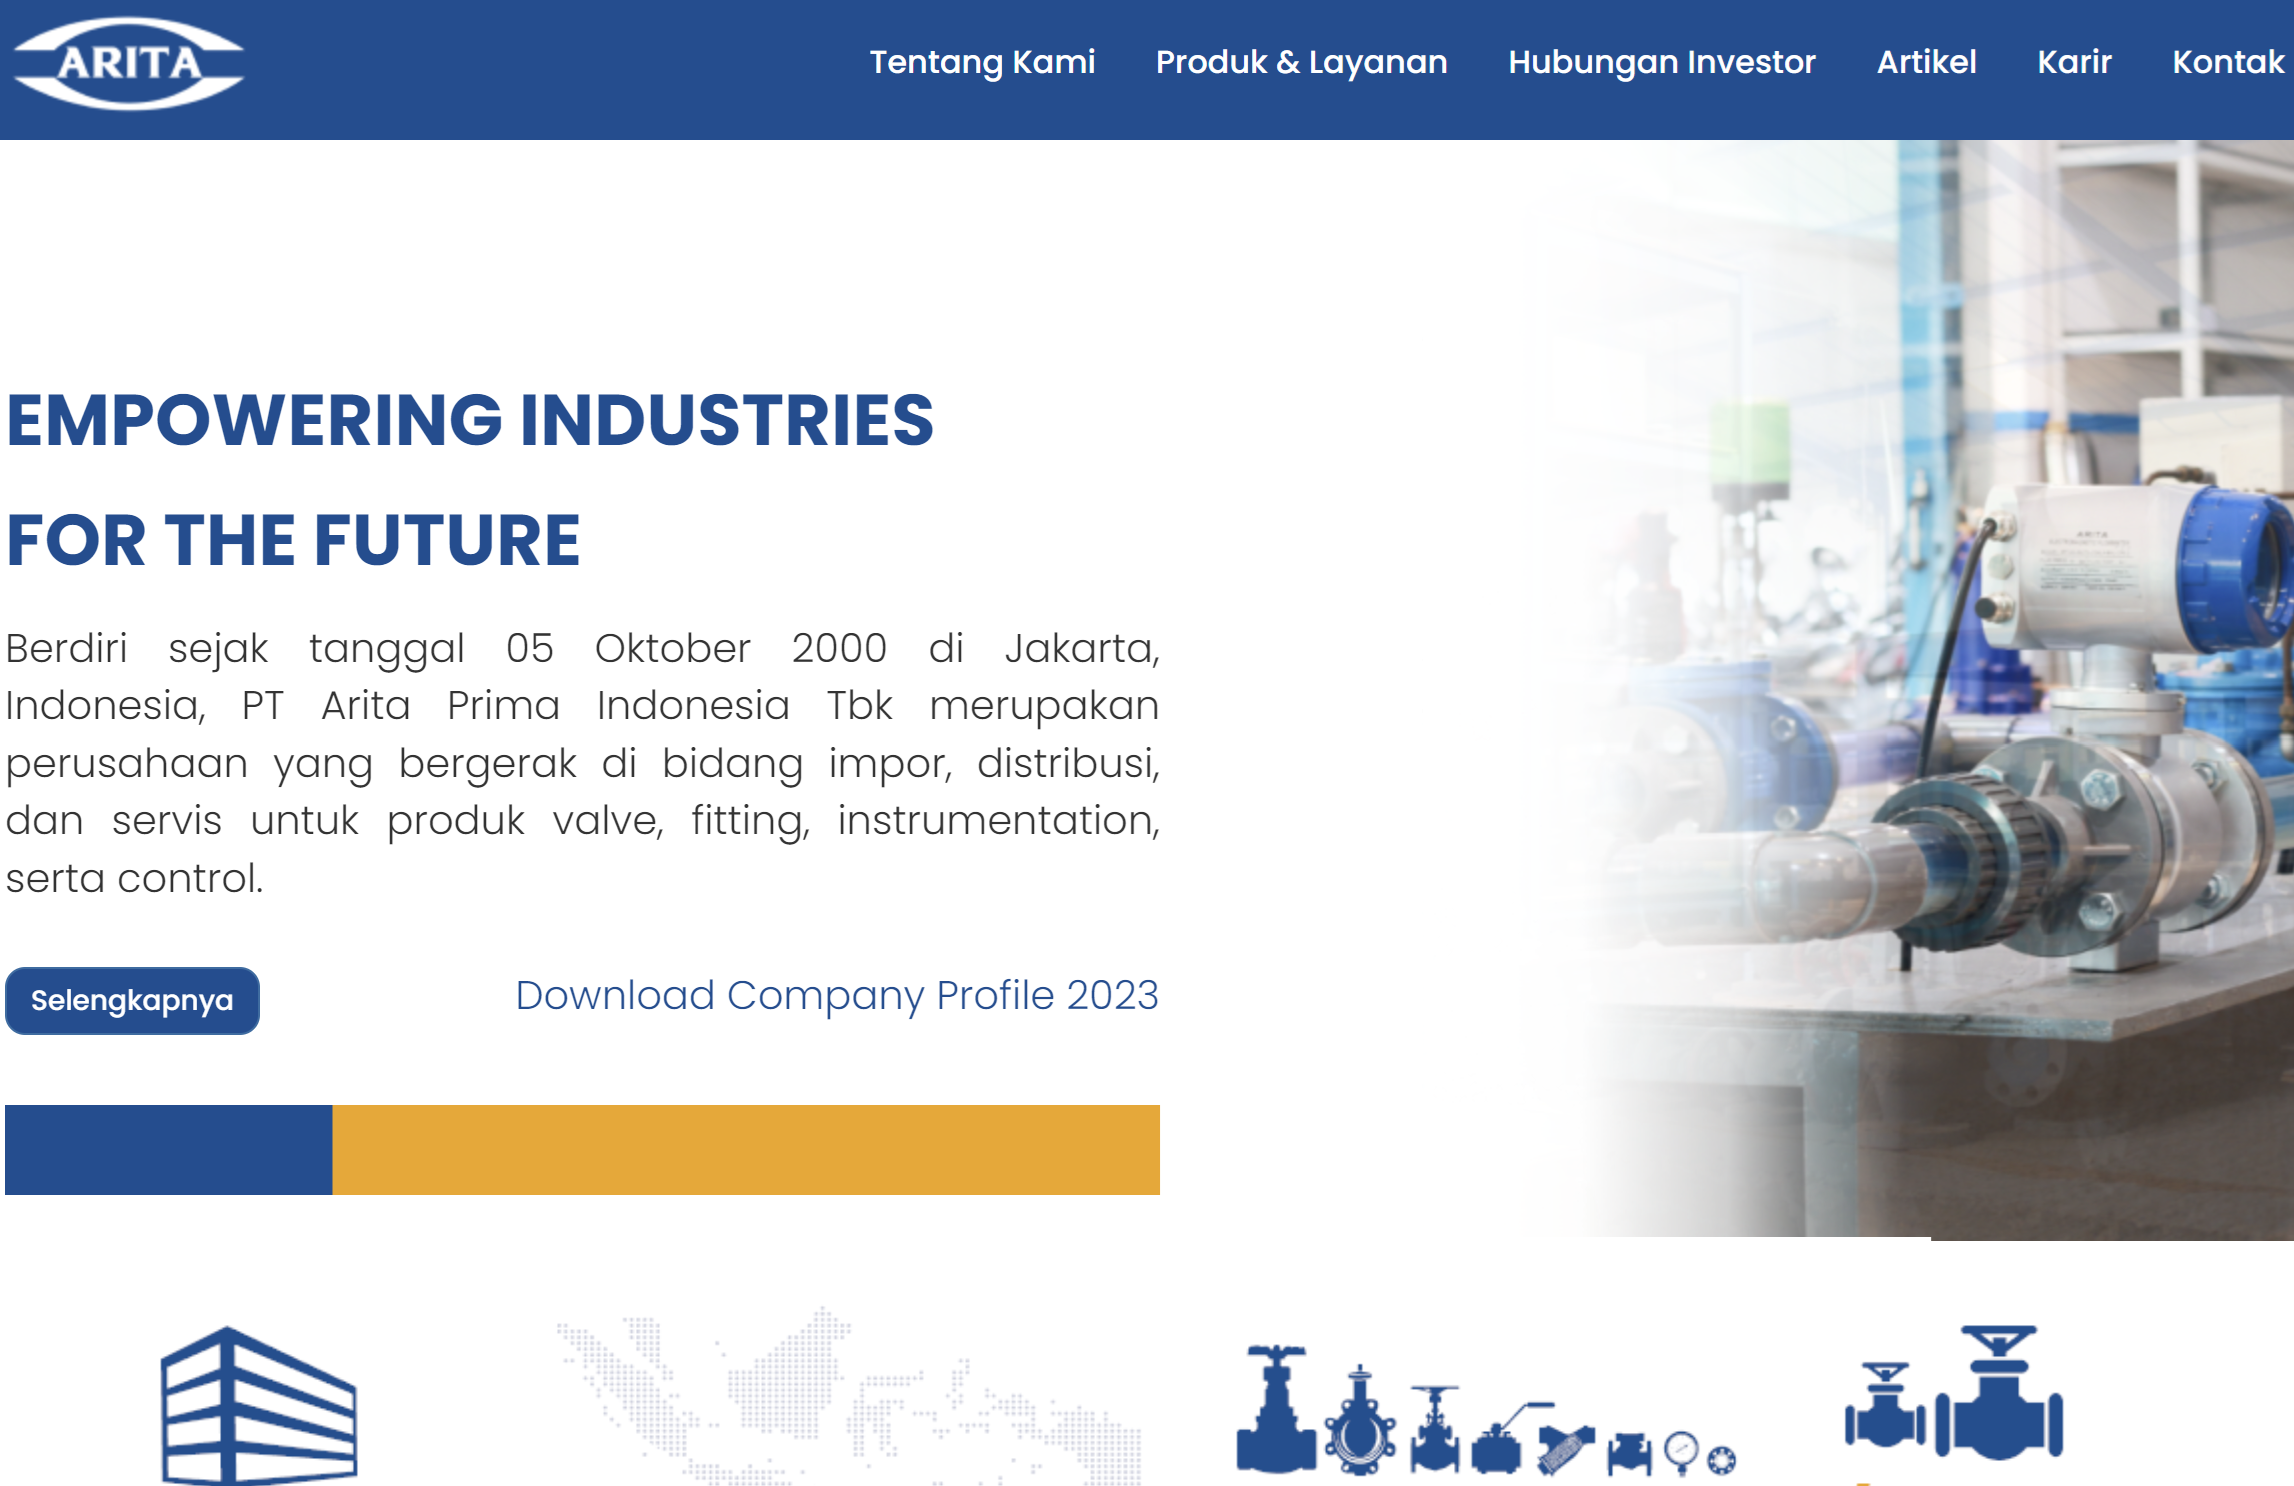 ARITA
Tentang Kami
Produk & Layanan
Hubungan Investor
Artikel
Karir
Kontak
EMPOWERING INDUSTRIES
FOR THE FUTURE
Berdiri sejak tanggal 05 Oktober 2000 di Jakarta,
Indonesia, PT Arita Prima Indonesia Tbk merupakan
perusahaan yang bergerak di bidang impor, distribusi,
dan servis untuk produk valve, fitting, instrumentation,
serta control.
Selengkapnya
Download Company Profile 2023
ARITA